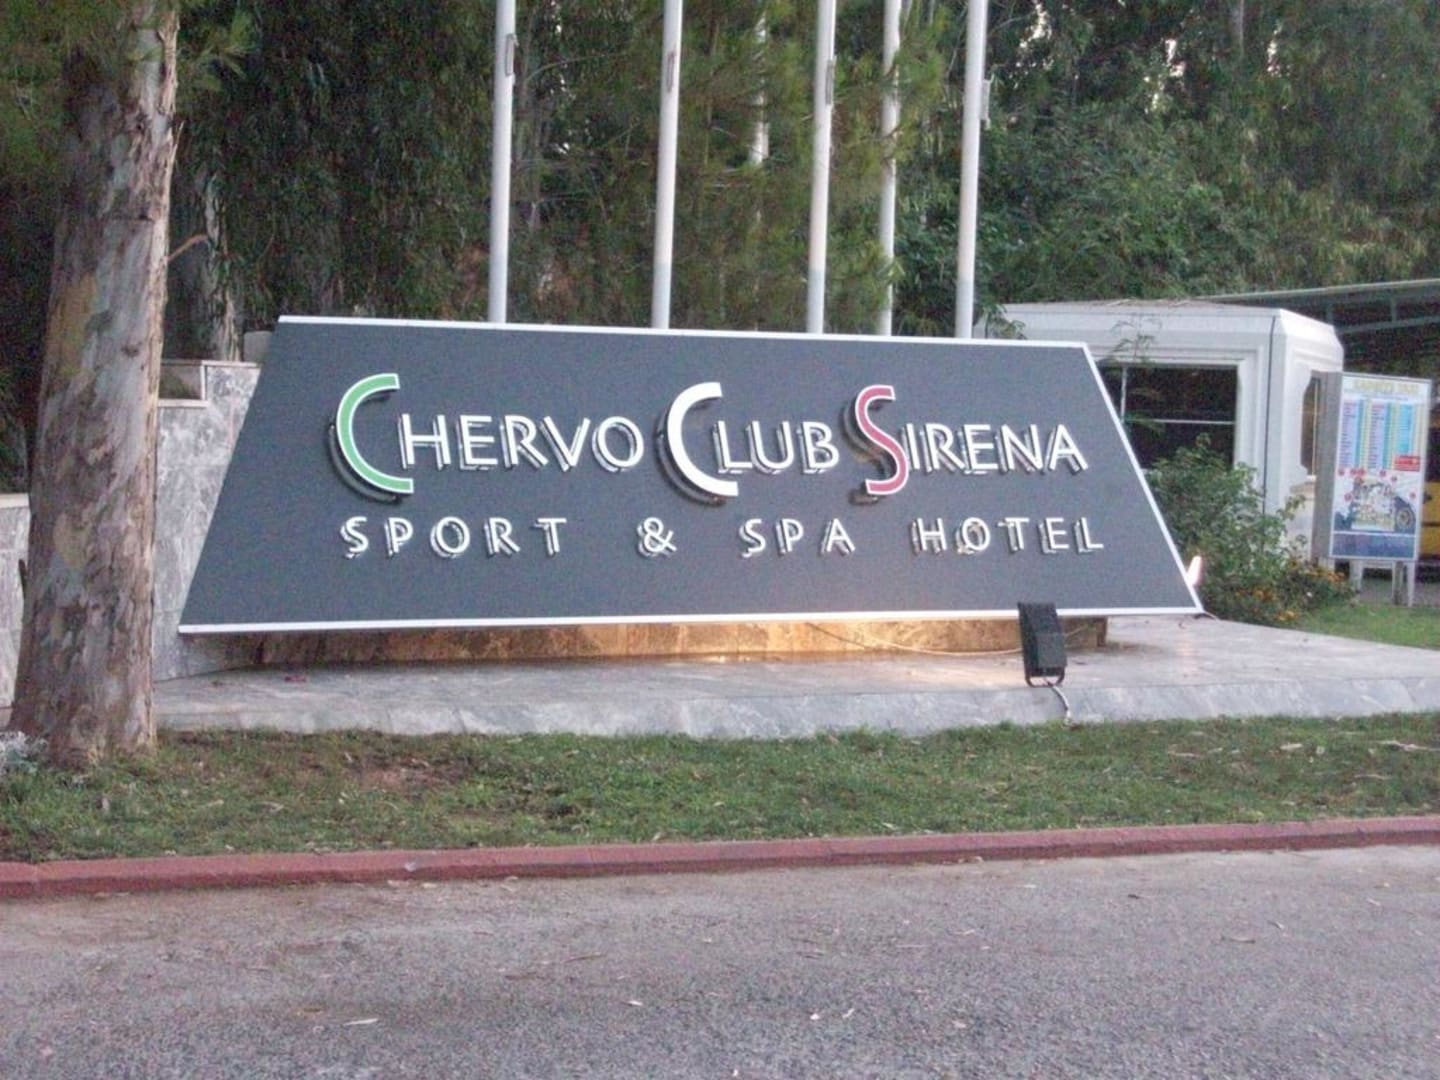 CHERVO CLUB SIRENA
SPORT & SPA HOTEL